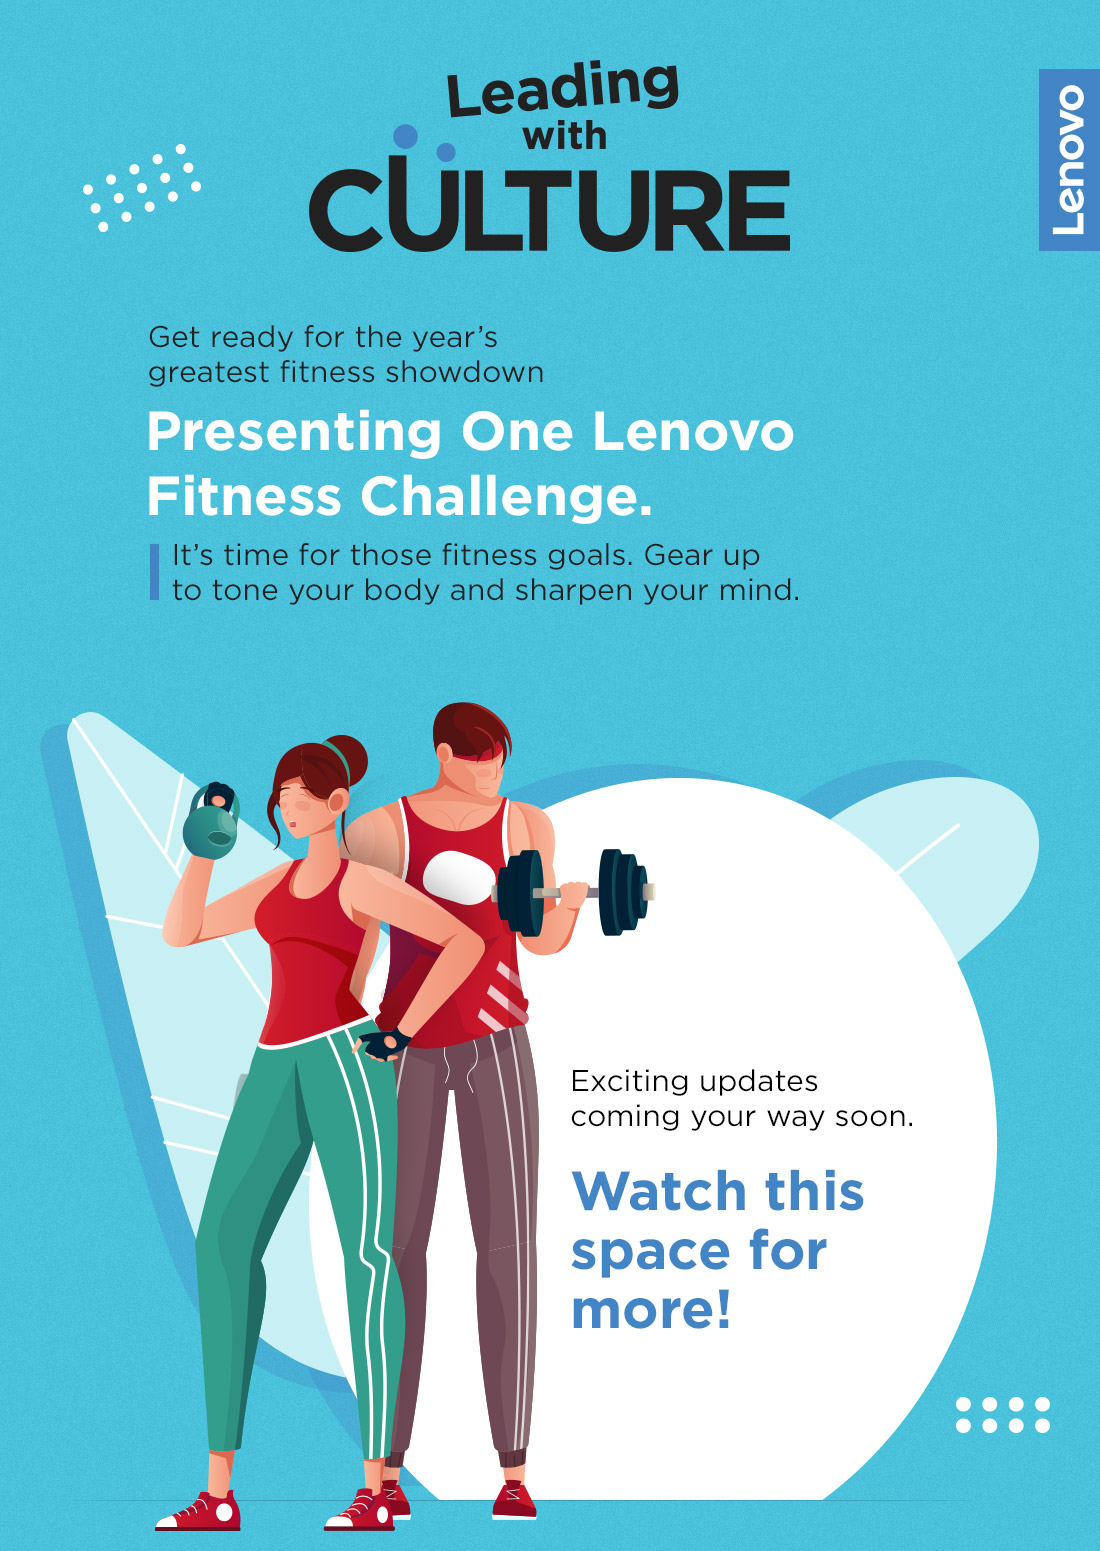 Leading
with
CÜLTURE
Lenovo
Get ready for the year’s
greatest fitness showdown
Presenting One Lenovo
Fitness Challenge.
It’s time for those fitness goals. Gear up
to tone your body and sharpen your mind.
Exciting updates
coming your way soon.
Watch this
space for
more!